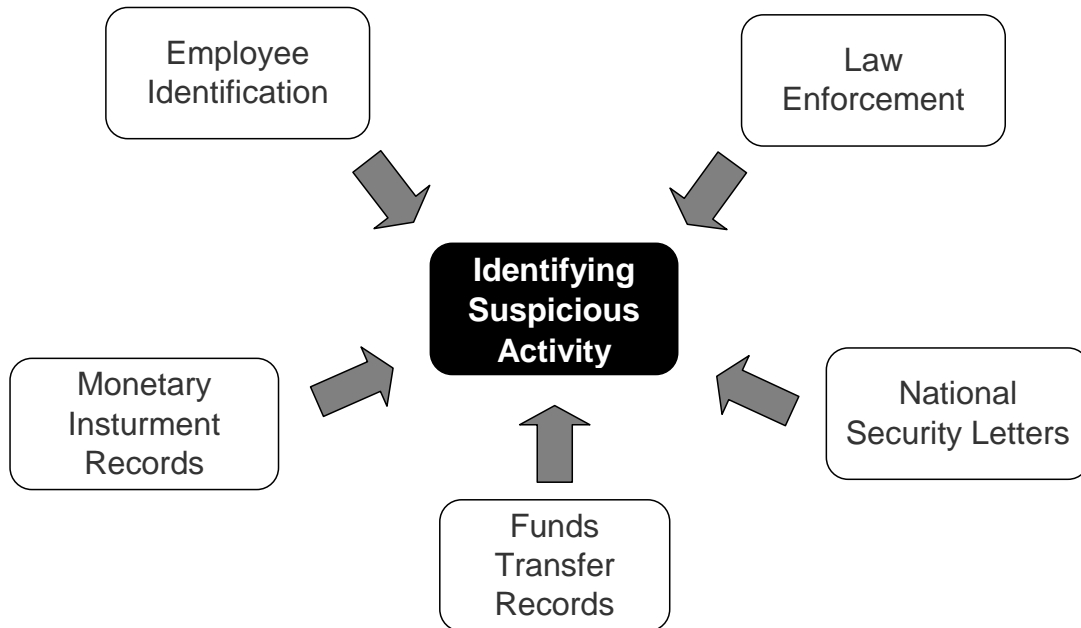 Employee
Identification
Law
Enforcement
Identifying
Suspicious
Activity
Monetary
Insturment
Records
National
Security Letters
Funds
Transfer
Records